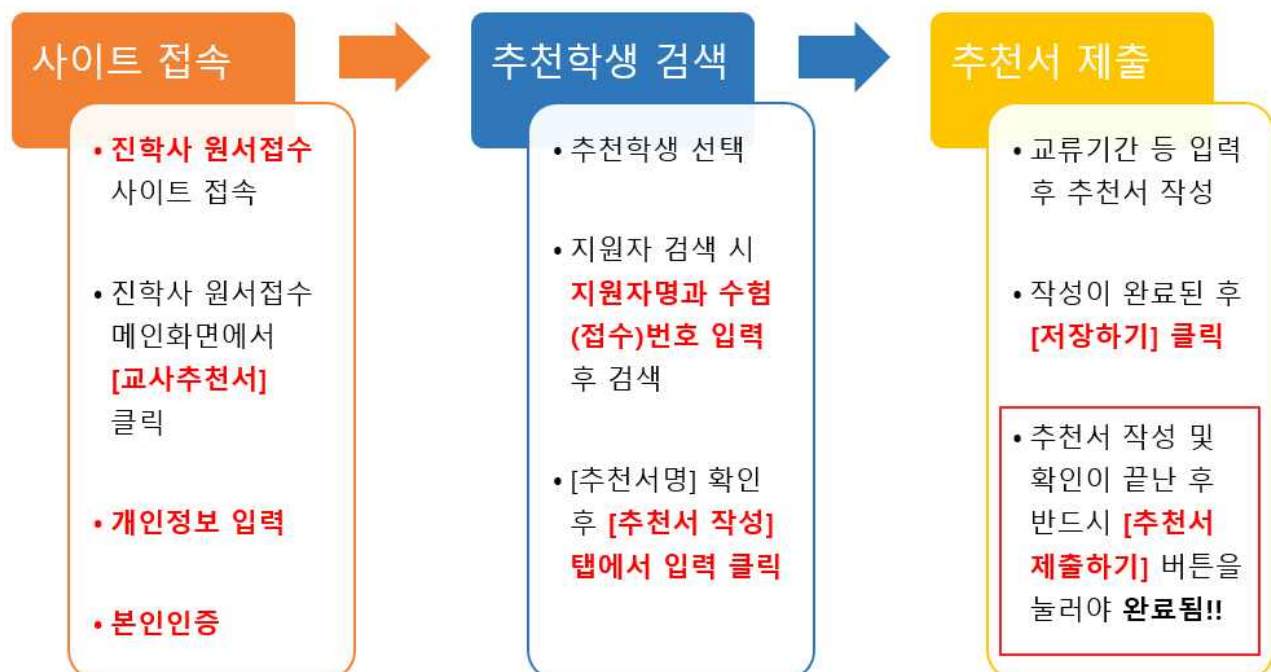 사이트 접속
• 진학사 원서접수
사이트 접속
• 진학사 원서접수
메인화면에서
[교사추천서]
클릭
• 개인정보 입력
• 본인인증
추천학생 검색
• 추천학생 선택
• 지원자 검색 시
지원자명과 수험
(접수)번호 입력
후 검색
• [추천서명] 확인
후 [추천서 작성]
탭에서 입력 클릭
추천서 제출
• 교류기간 등 입력
후 추천서 작성
• 작성이 완료된 후
[저장하기] 클릭
• 추천서 작성 및
확인이 끝난 후
반드시 [추천서
제출하기] 버튼을
눌러야 완료됨!!